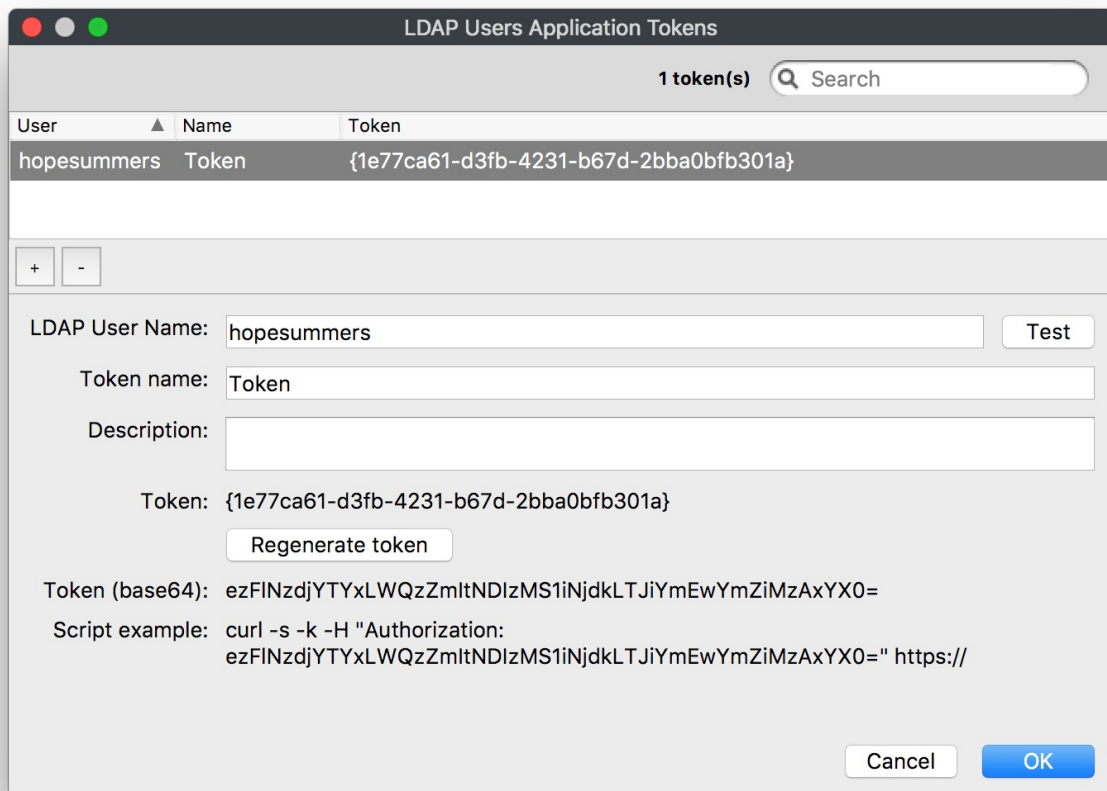 LDAP Users Application Tokens
1 token(s) Search
User Name Token
hopesummers Token {1e77ca61-d3fb-4231-b67d-2bba0bfb301a}
+ -
LDAP User Name: hopesummers Test
Token name: Token
Description:
Token: {1e77ca61-d3fb-4231-b67d-2bba0bfb301a}
Regenerate token
Token (base64): ezFlNzdjYTYxLWQzZmItNDIzMS1iNjdkLTJiYmEwYmZiMzAxYX0=
Script example: curl -s -k -H "Authorization:
ezFlNzdjYTYxLWQzZmItNDIzMS1iNjdkLTJiYmEwYmZiMzAxYX0=" https://
Cancel OK